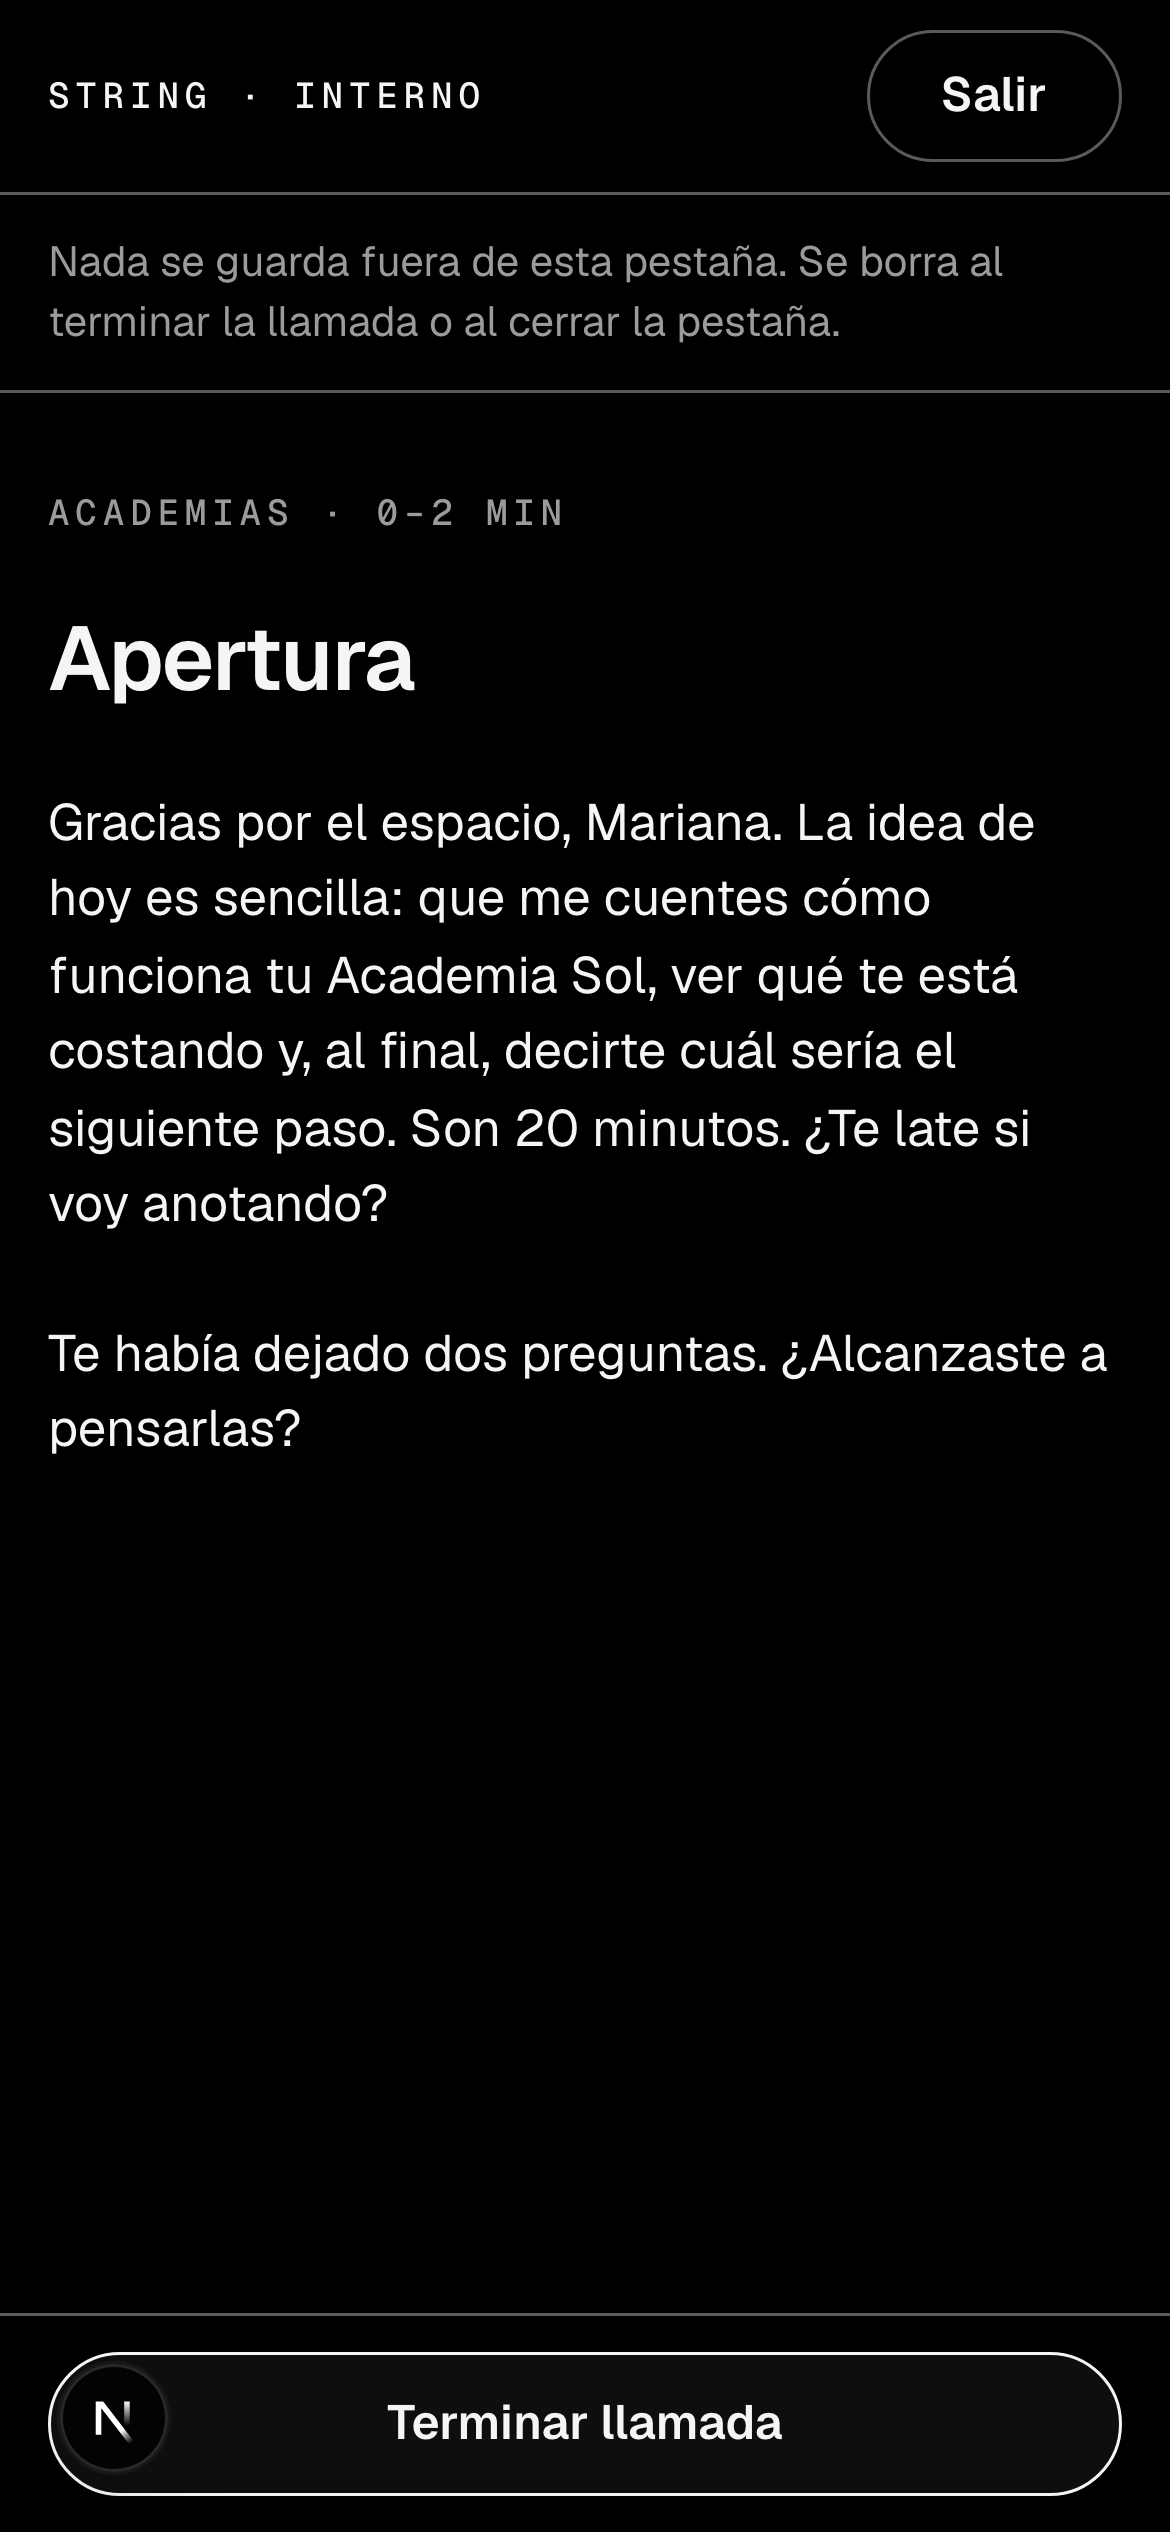 STRING · INTERNO
Salir
Nada se guarda fuera de esta pestaña. Se borra al
terminar la llamada o al cerrar la pestaña.
ACADEMIAS · 0–2 MIN
Apertura
Gracias por el espacio, Mariana. La idea de
hoy es sencilla: que me cuentes cómo
funciona tu Academia Sol, ver qué te está
costando y, al final, decirte cuál sería el
siguiente paso. Son 20 minutos. ¿Te late si
voy anotando?
Te había dejado dos preguntas. ¿Alcanzaste a
pensarlas?
N
Terminar llamada